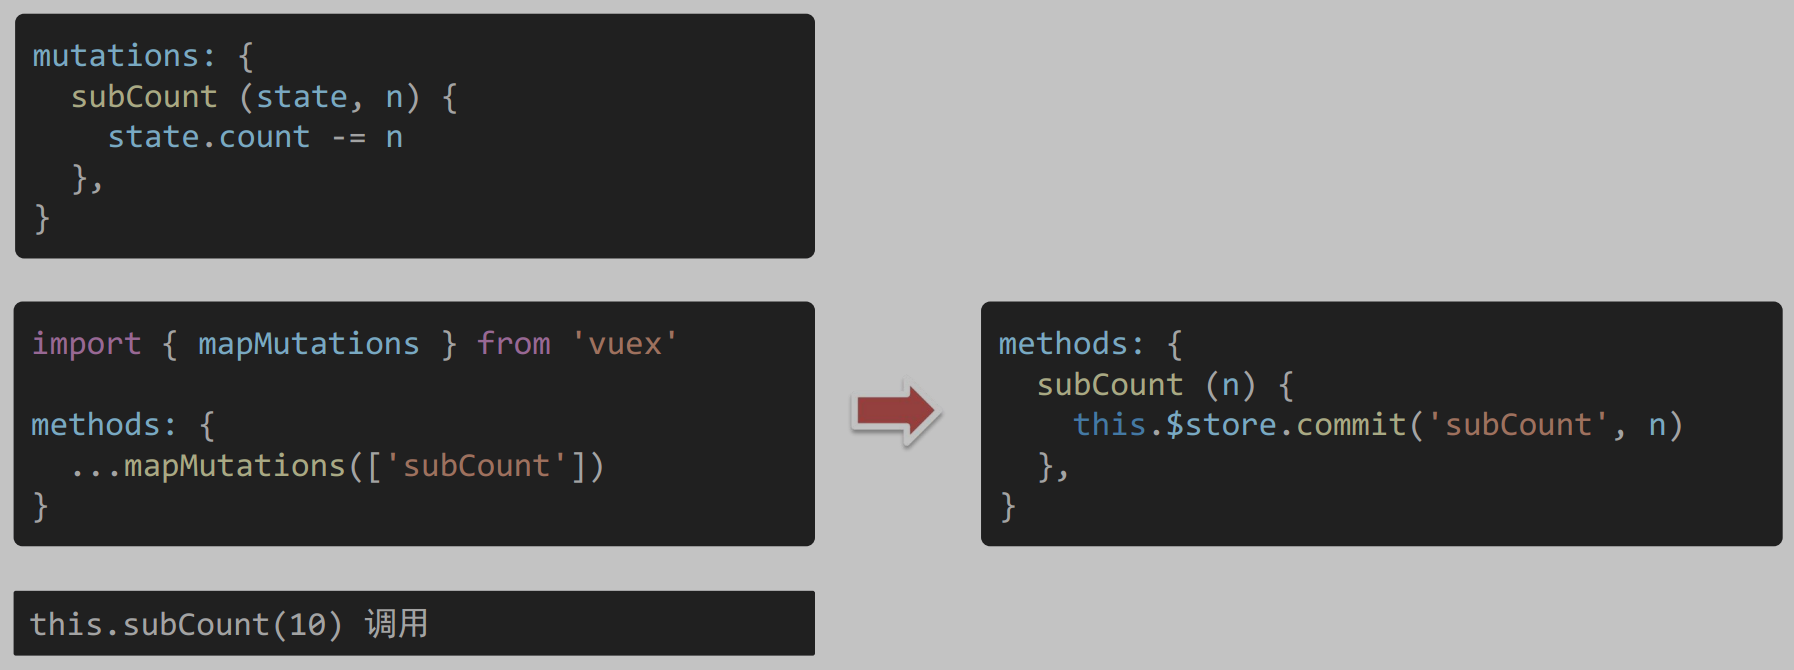 mutations: {
  subCount (state, n) {
    state.count -= n
  },
}
import { mapMutations } from 'vuex'
methods: {
  ...mapMutations(['subCount'])
}
methods: {
  subCount (n) {
    this.$store.commit('subCount', n)
  },
}
this.subCount(10) 调用